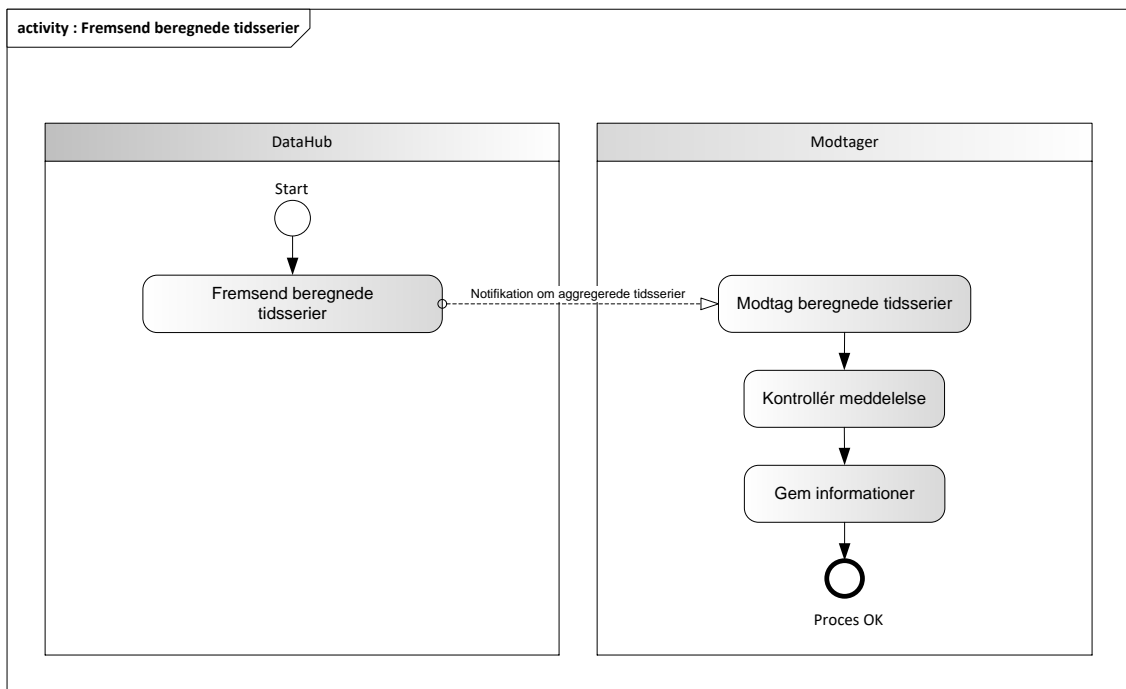 activity : Fremsend beregnede tidsserier
DataHub
Modtager
Start
Fremsend beregnede
tidsserier
Notifikation om aggregerede tidsserier
Modtag beregnede tidsserier
Kontrollér meddelelse
Gem informationer
Proces OK